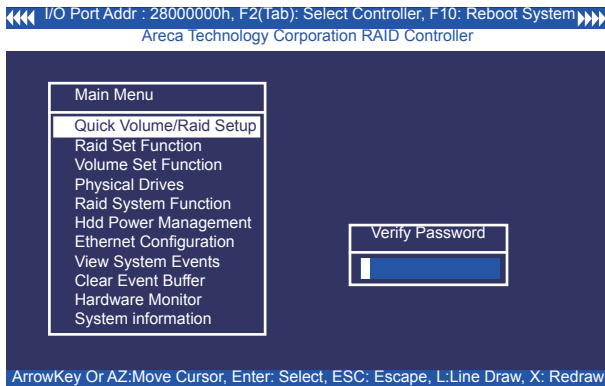 I/O Port Addr : 28000000h, F2(Tab): Select Controller, F10: Reboot System
Areca Technology Corporation RAID Controller
Main Menu
Quick Volume/Raid Setup
Raid Set Function
Volume Set Function
Physical Drives
Raid System Function
Hdd Power Management
Ethernet Configuration
View System Events
Clear Event Buffer
Hardware Monitor
System information
Verify Password
ArrowKey Or AZ:Move Cursor, Enter: Select, ESC: Escape, L:Line Draw, X: Redraw